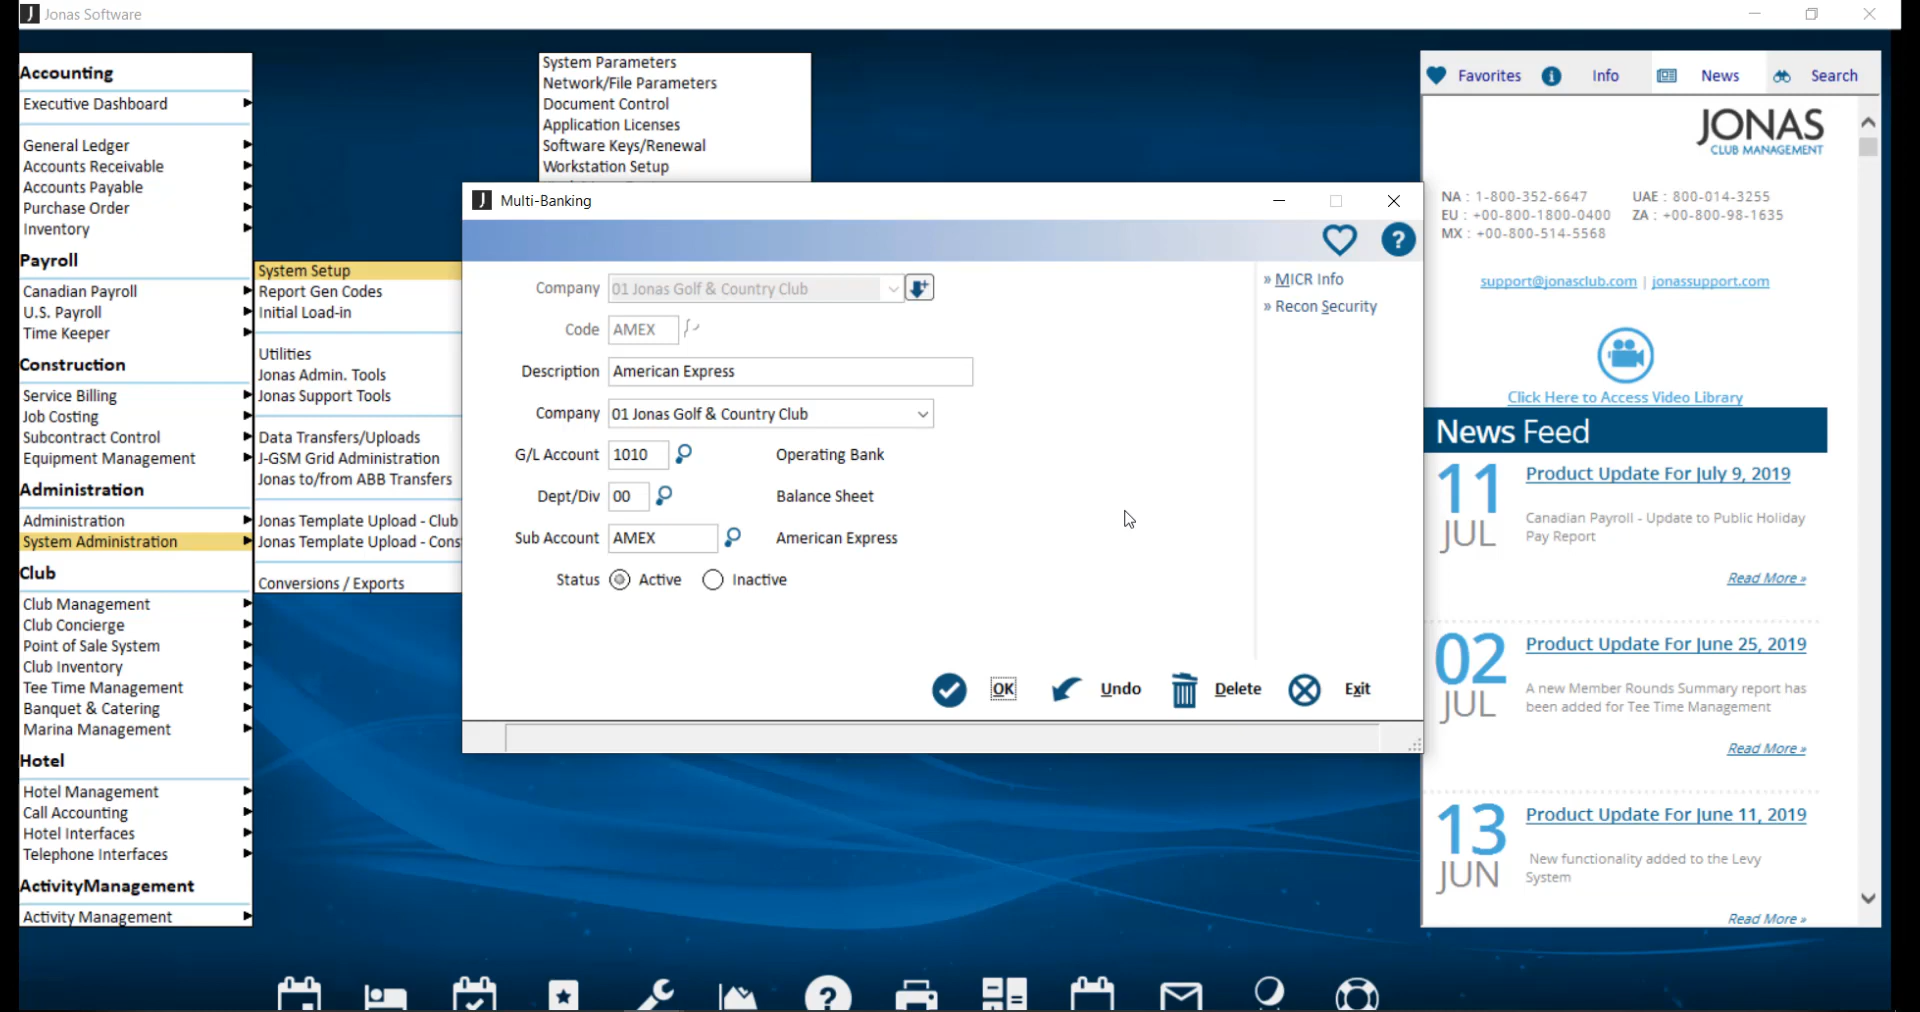 Jonas Software
Accounting
Executive Dashboard
General Ledger
Accounts Receivable
Accounts Payable
Purchase Order
Inventory
Payroll
Canadian Payroll
U.S. Payroll
Time Keeper
Construction
Service Billing
Job Costing
Subcontract Control
Equipment Management
Administration
Administration
System Administration
Club
Club Management
Club Concierge
Point of Sale System
Club Inventory
Tee Time Management
Banquet & Catering
Marina Management
Hotel
Hotel Management
Call Accounting
Hotel Interfaces
Telephone Interfaces
ActivityManagement
Activity Management
System Setup
Report Gen Codes
Initial Load-in
Utilities
Jonas Admin. Tools
Jonas Support Tools
Data Transfers/Uploads
J-GSM Grid Administration
Jonas to/from ABB Transfers
Jonas Template Upload - Club
Jonas Template Upload - Cons
Conversions / Exports
System Parameters
Network/File Parameters
Document Control
Application Licenses
Software Keys/Renewal
Workstation Setup
Multi-Banking
Company 01 Jonas Golf & Country Club
Code AMEX
Description American Express
Company 01 Jonas Golf & Country Club
G/L Account 1010 Operating Bank
Dept/Div 00 Balance Sheet
Sub Account AMEX American Express
Status Active Inactive
» MICR Info
» Recon Security
OK Undo Delete Exit
Favorites Info News Search
JONAS
CLUB MANAGEMENT
NA : 1-800-352-6647 UAE : 800-014-3255
EU : +00-800-1800-0400 ZA : +00-800-98-1635
MX : +00-800-514-5568
support@jonasclub.com | jonassupport.com
Click Here to Access Video Library
News Feed
11 JUL
Product Update For July 9, 2019
Canadian Payroll - Update to Public Holiday
Pay Report
Read More »
02 JUL
Product Update For June 25, 2019
A new Member Rounds Summary report has
been added for Tee Time Management
Read More »
13 JUN
Product Update For June 11, 2019
New functionality added to the Levy
System
Read More »